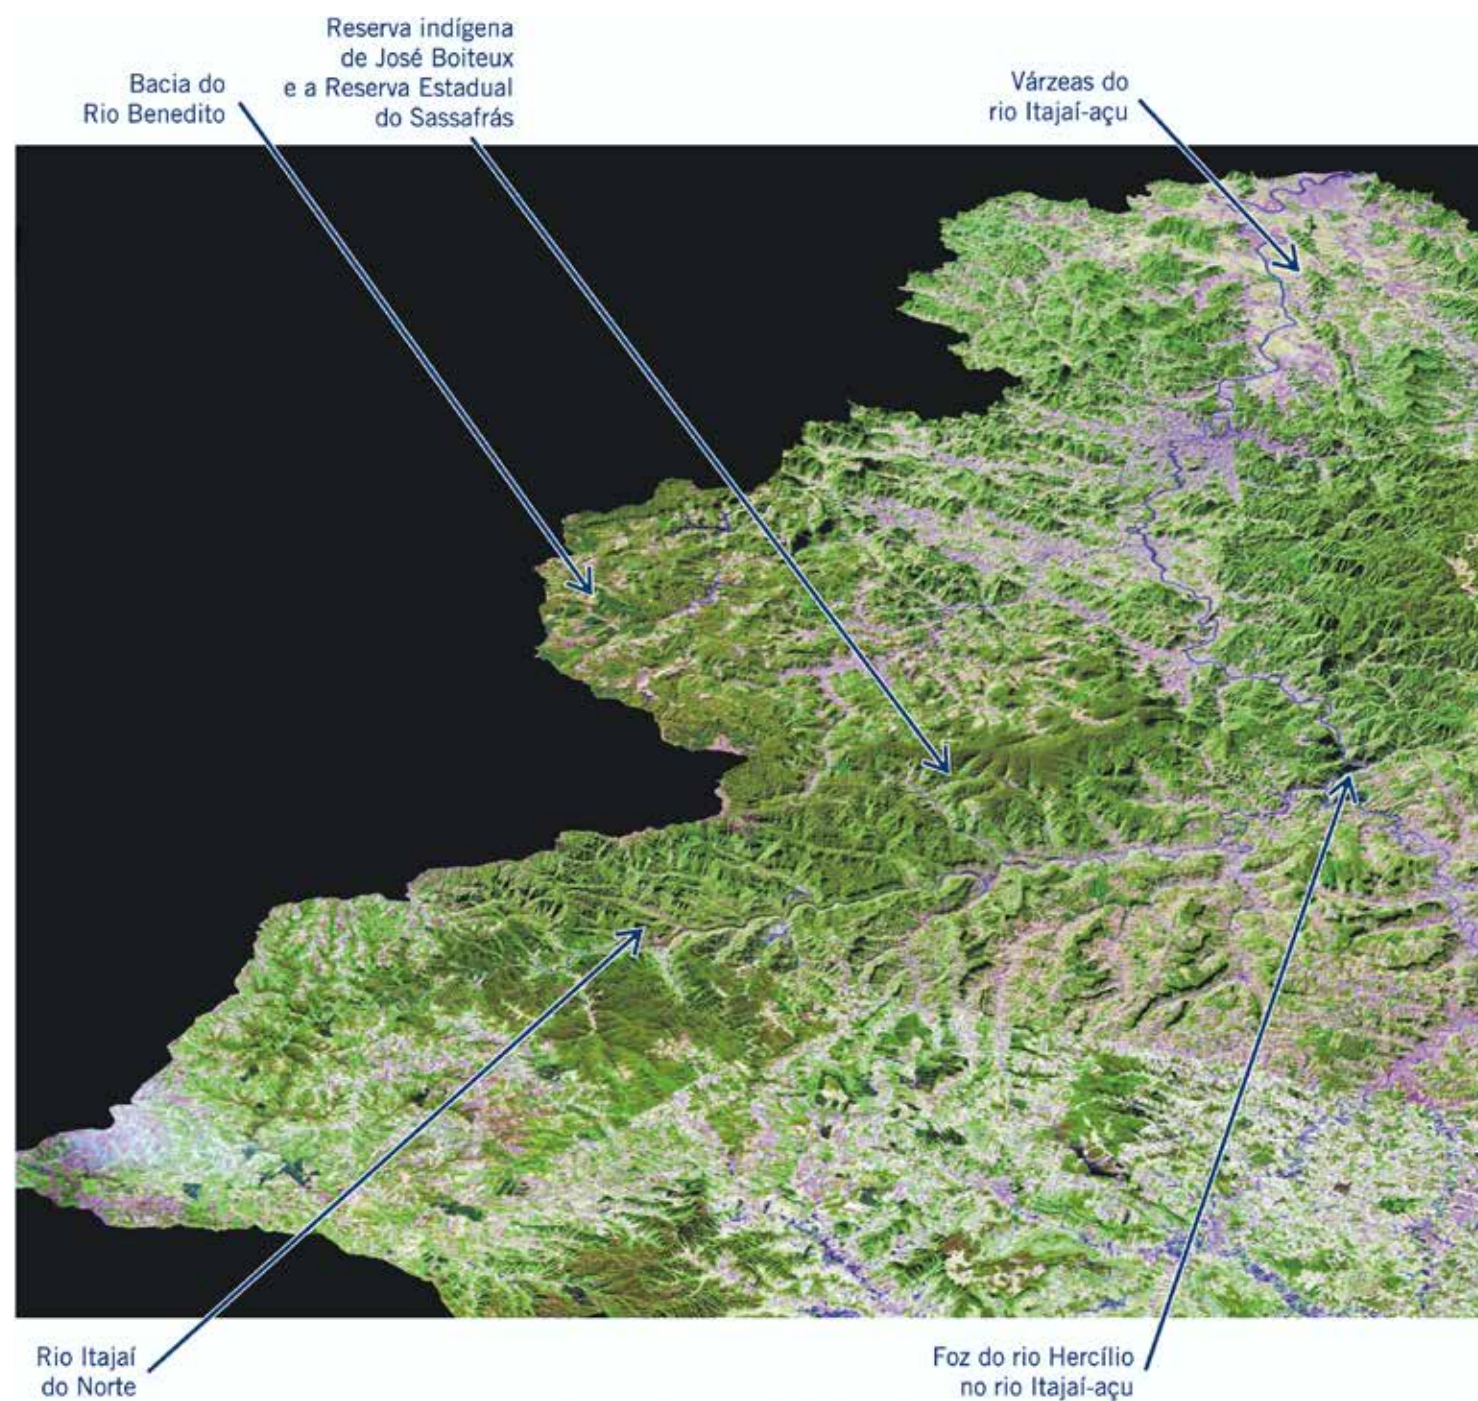 Reserva indígena
de José Boiteux
e a Reserva Estadual
do Sassafrás
Bacia do
Rio Benedito
Várzeas do
rio Itajaí-açu
Rio Itajaí
do Norte
Foz do rio Hercílio
no rio Itajaí-açu